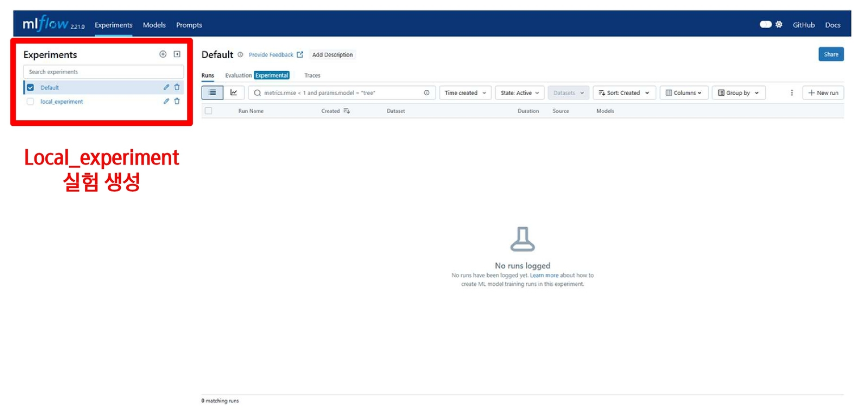 mlflow 2.21.0 Experiments Models Prompts GitHub Docs
Experiments
Search experiments
Default
local_experiment
Local_experiment
실험 생성
Default Provide Feedback Add Description Share
Runs Evaluation Experimental Traces
metrics.rmse < 1 and params.model = "tree" Time created State: Active Datasets Sort: Created Columns Group by New run
Run Name Created Dataset Duration Source Models
No runs logged
No runs have been logged yet. Learn more about how to
create ML model training runs in this experiment.
0 matching runs